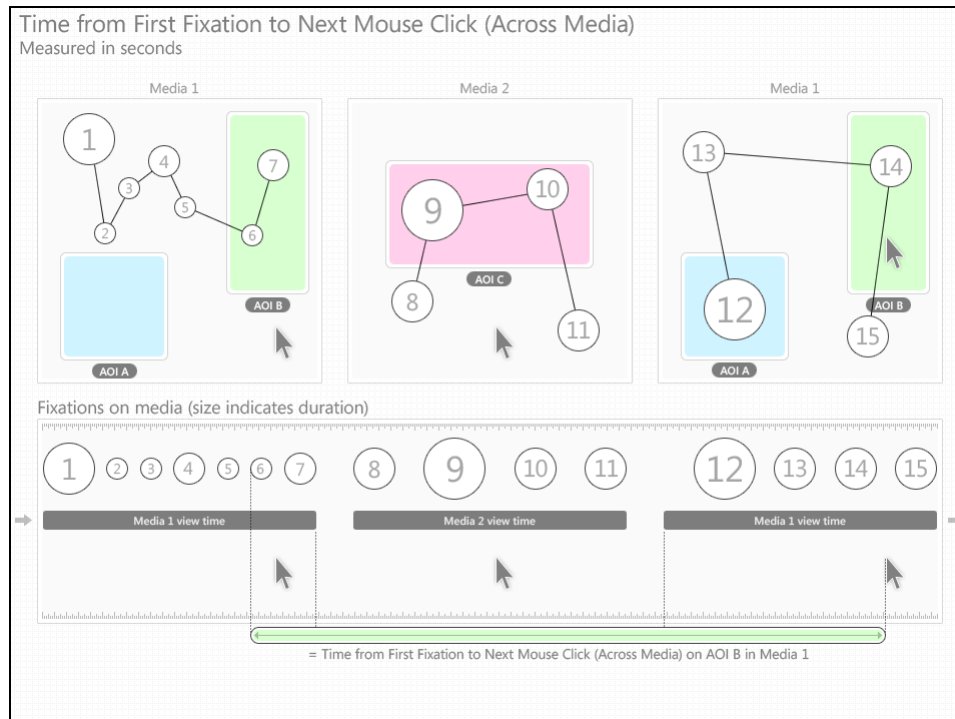 Time from First Fixation to Next Mouse Click (Across Media)
Measured in seconds
Media 1
Media 2
Media 1
1
2
3
4
5
6
7
AOI A
AOI B
8
9
10
11
AOI C
12
13
14
15
AOI A
AOI B
Fixations on media (size indicates duration)
1 2 3 4 5 6 7 8 9 10 11 12 13 14 15
Media 1 view time
Media 2 view time
Media 1 view time
= Time from First Fixation to Next Mouse Click (Across Media) on AOI B in Media 1